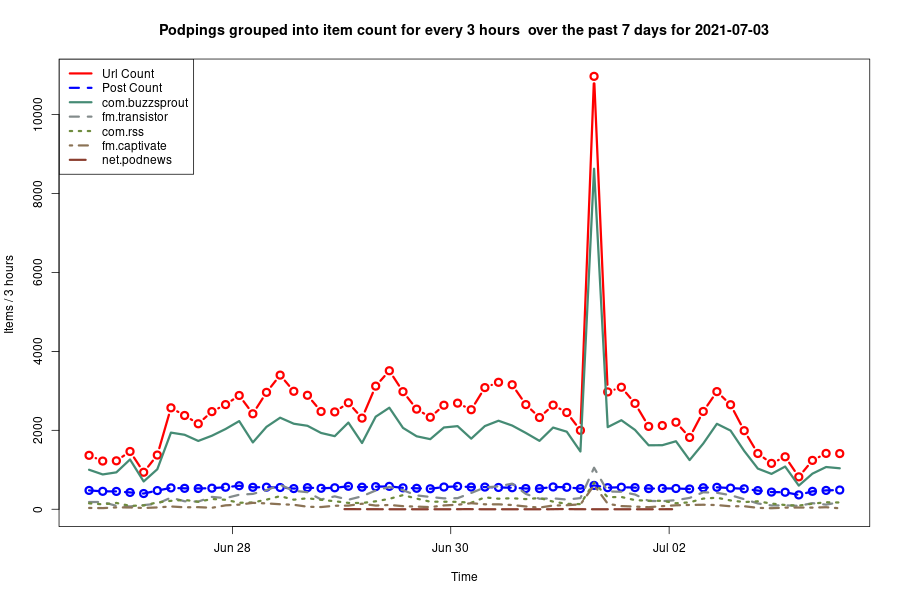 Podpings grouped into item count for every 3 hours  over the past 7 days for 2021-07-03
Url Count
Post Count
com.buzzsprout
fm.transistor
com.rss
fm.captivate
net.podnews
Items / 3 hours
10000
8000
6000
4000
2000
0
Jun 28
Jun 30
Jul 02
Time